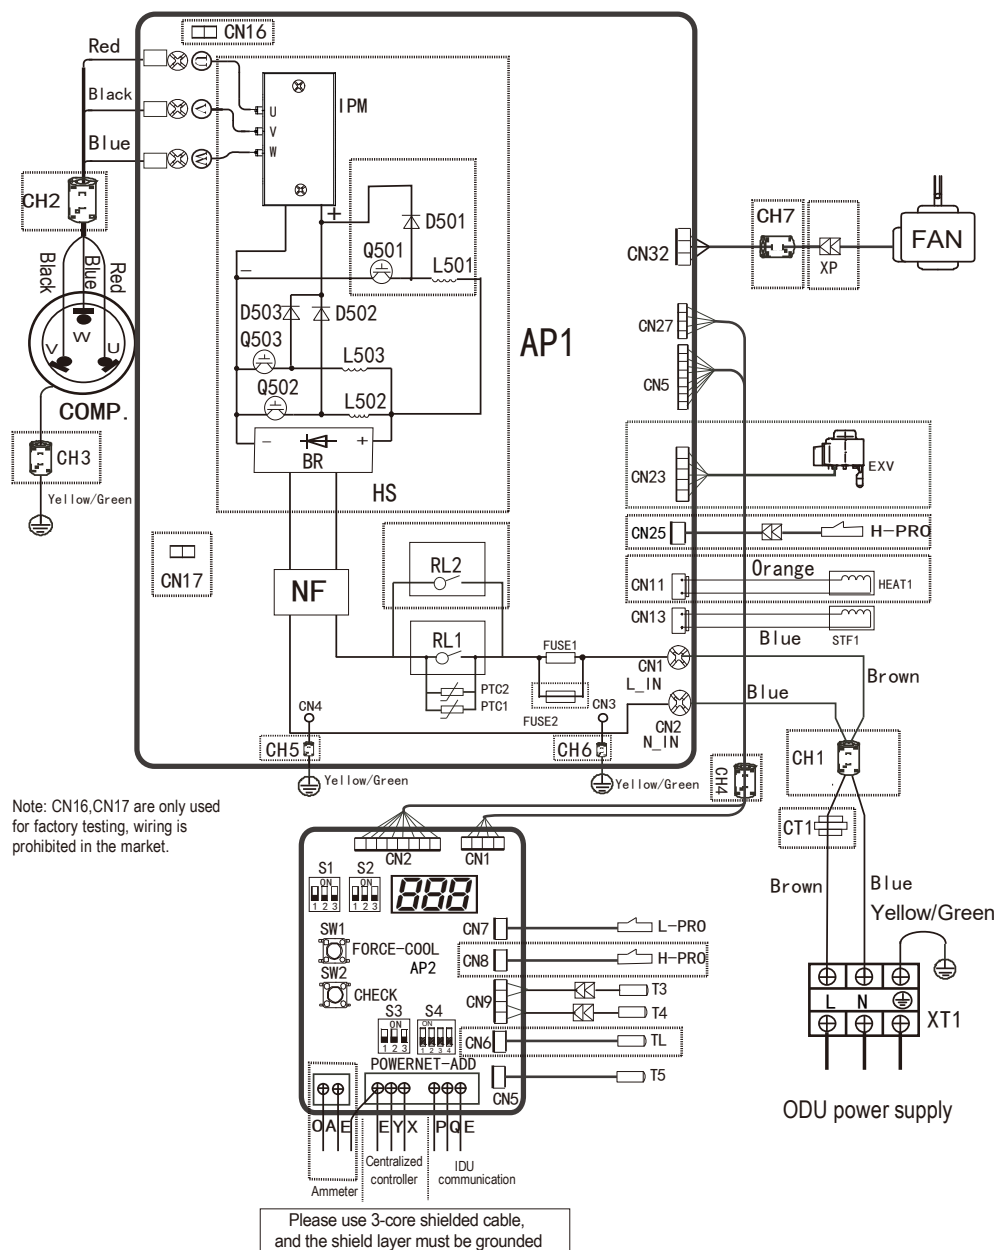 CN16
Red
U
IPM
Black
V
Blue
W
U
V
W
CH2
+
D501
Q501
L501
−
CH7
XP
FAN
CN32
Black
Blue
Red
D503
D502
CN27
AP1
Q503
L503
V
W
U
CN5
Q502
L502
COMP.
−
+
BR
CH3
HS
CN23
EXV
Yellow/Green
CN25
H-PRO
CN17
RL2
Orange
CN11
HEAT1
NF
CN13
Blue
STF1
RL1
FUSE1
CN1
L_IN
Brown
PTC2
PTC1
Blue
FUSE2
CN4
CN3
CN2
N_IN
CH5
CH6
CH1
CH4
Yellow/Green
Yellow/Green
Note: CN16,CN17 are only used
for factory testing, wiring is
prohibited in the market.
CT1
CN2
CN1
S1
S2
ON
ON
1 2 3
1 2 3
888
Brown
Blue
Yellow/Green
SW1
FORCE-COOL
AP2
CN7
L-PRO
CN8
H-PRO
SW2
CHECK
CN9
T3
T4
L
N
XT1
S3
S4
ON
ON
1 2 3
1 2 3 4
CN6
TL
POWERNET-ADD
CN5
T5
O A E
E Y X
P Q E
ODU power supply
Ammeter
Centralized
controller
IDU
communication
Please use 3-core shielded cable,
and the shield layer must be grounded